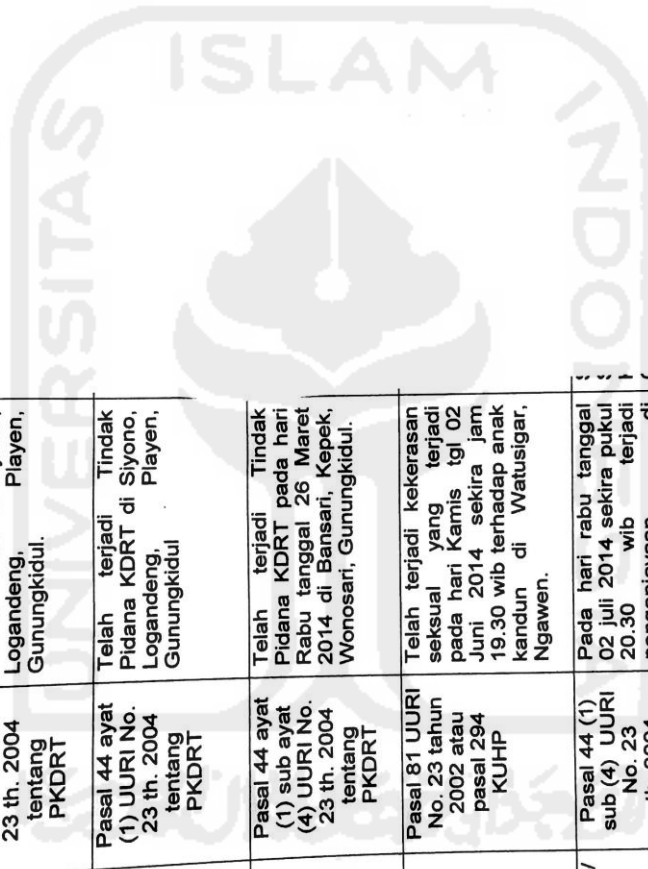 ISLAM
UNIVERSITAS
INDON
23 th. 2004
tentang
PKDRT
Logandeng, Playen,
Gunungkidul.
Pasal 44 ayat
(1) UURI No.
23 th. 2004
tentang
PKDRT
Telah terjadi Tindak
Pidana KDRT di Siyono,
Logandeng, Playen,
Gunungkidul
Pasal 44 ayat
(1) sub ayat
(4) UURI No.
23 th. 2004
tentang
PKDRT
Telah terjadi Tindak
Pidana KDRT pada hari
Rabu tanggal 26 Maret
2014 di Bansari, Kepek,
Wonosari, Gunungkidul.
Pasal 81 UURI
No. 23 tahun
2002 atau
pasal 294
KUHP
Telah terjadi kekerasan
seksual yang terjadi
pada hari Kamis tgl 02
Juni 2014 sekira jam
19.30 wib terhadap anak
kandun di Watusigar,
Ngawen.
Pasal 44 (1)
sub (4) UURI
No. 23
Pada hari rabu tanggal
02 juli 2014 sekira pukul
20.30 wib terjadi
di